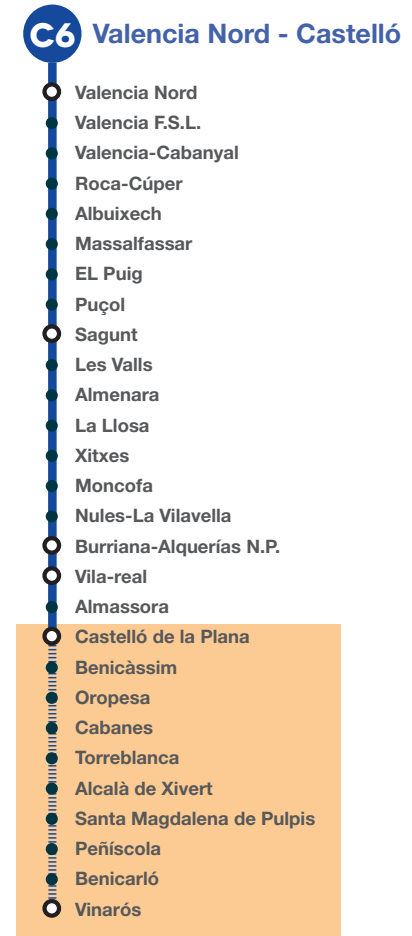 C6 Valencia Nord - Castelló
Valencia Nord
Valencia F.S.L.
Valencia-Cabanyal
Roca-Cúper
Albuixech
Massalfassar
EL Puig
Puçol
Sagunt
Les Valls
Almenara
La Llosa
Xitxes
Moncofa
Nules-La Vilavella
Burriana-Alquerías N.P.
Vila-real
Almassora
Castelló de la Plana
Benicàssim
Oropesa
Cabanes
Torreblanca
Alcalà de Xivert
Santa Magdalena de Pulpis
Peñíscola
Benicarló
Vinarós